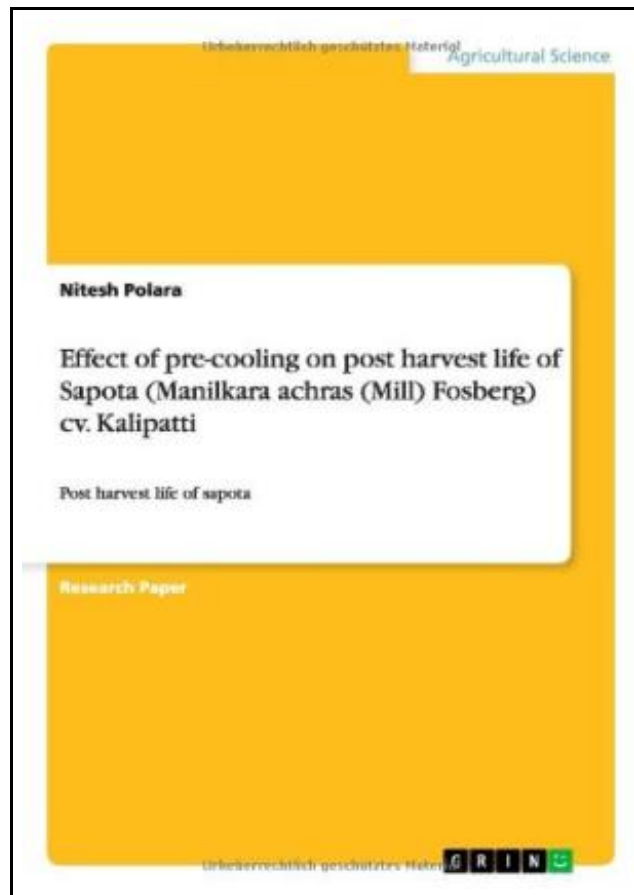 Urheberrechtlich geschütztes Material
Agricultural Science
Nitesh Polara
Effect of pre-cooling on post harvest life of
Sapota (Manilkara achras (Mill) Fosberg)
cv. Kalipatti
Post harvest life of sapota
Research Paper
Urheberrechtlich geschütztes Mater
GRIN